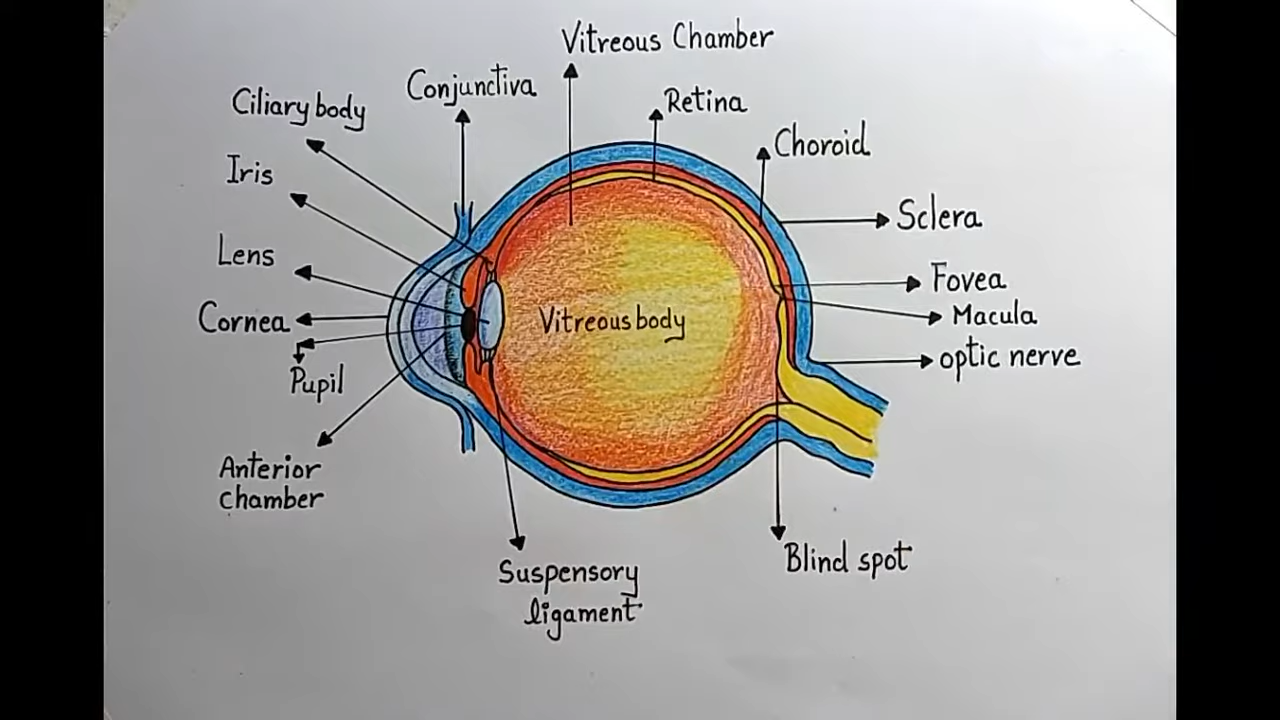 Vitreous Chamber
Conjunctiva
Retina
Ciliary body
Choroid
Iris
Sclera
Lens
Fovea
Cornea
Macula
Vitreous body
optic nerve
Pupil
Anterior
chamber
Blind spot
Suspensory
ligament